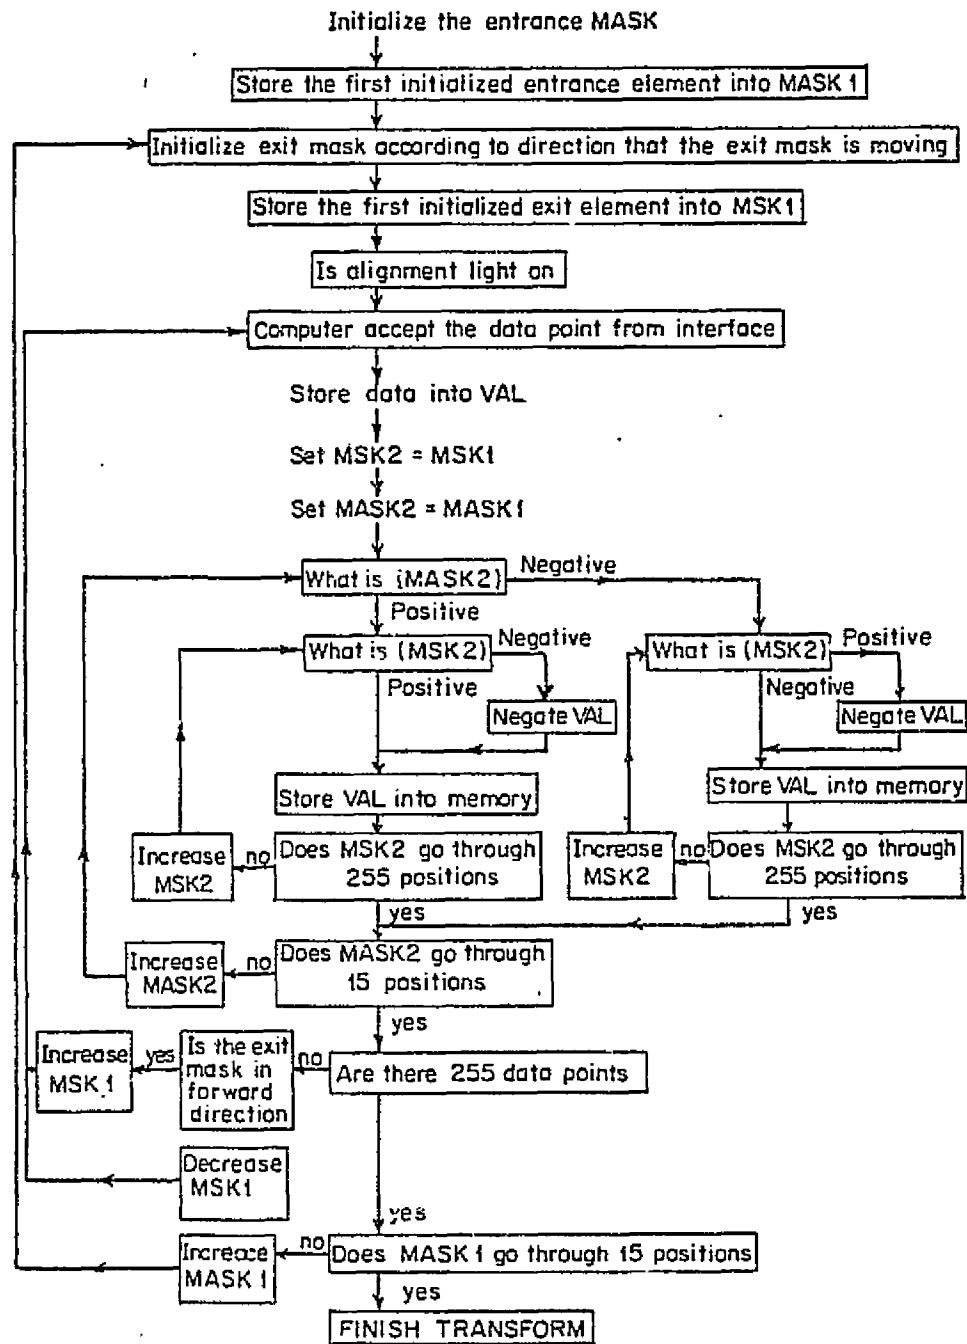 Initialize the entrance MASK
Store the first initialized entrance element into MASK 1
Initialize exit mask according to direction that the exit mask is moving
Store the first initialized exit element into MSK1
Is alignment light on
Computer accept the data point from interface
Store data into VAL
Set MSK2 = MSK1
Set MASK2 = MASK1
What is (MASK2)
Negative
Positive
What is (MSK2)
Negative
Positive
Negate VAL
What is (MSK2)
Positive
Negative
Negate VAL
Store VAL into memory
Store VAL into memory
Increase
MSK2
no
Does MSK2 go through
255 positions
yes
Increase
MSK2
no
Does MSK2 go through
255 positions
yes
Increase
MASK2
no
Does MASK2 go through
15 positions
yes
Increase
MSK1
yes
Is the exit
mask in
forward
direction
no
Are there 255 data points
Decrease
MSK1
yes
Increace
MASK 1
no
Does MASK 1 go through 15 positions
yes
FINISH TRANSFORM